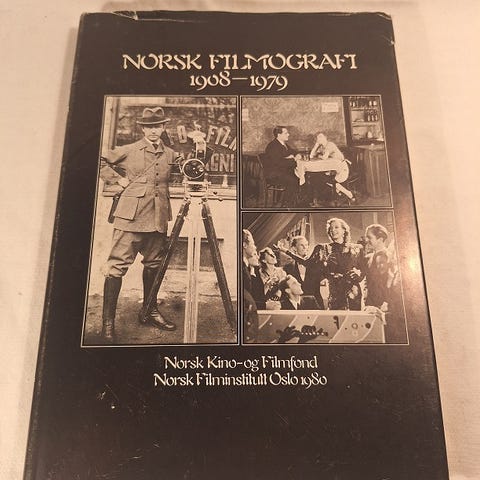 NORSK FILMOGRAFI
1908—1979
Norsk Kino- og Filmfond
Norsk Filminstitutt Oslo 1980